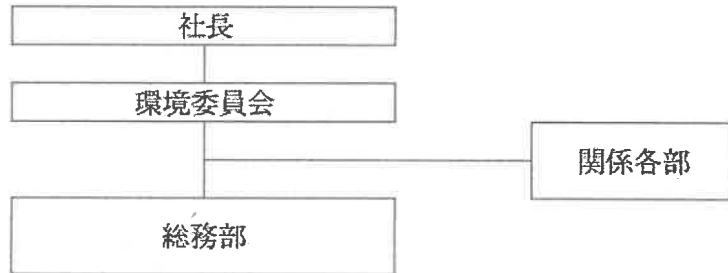 社長
環境委員会
関係各部
総務部